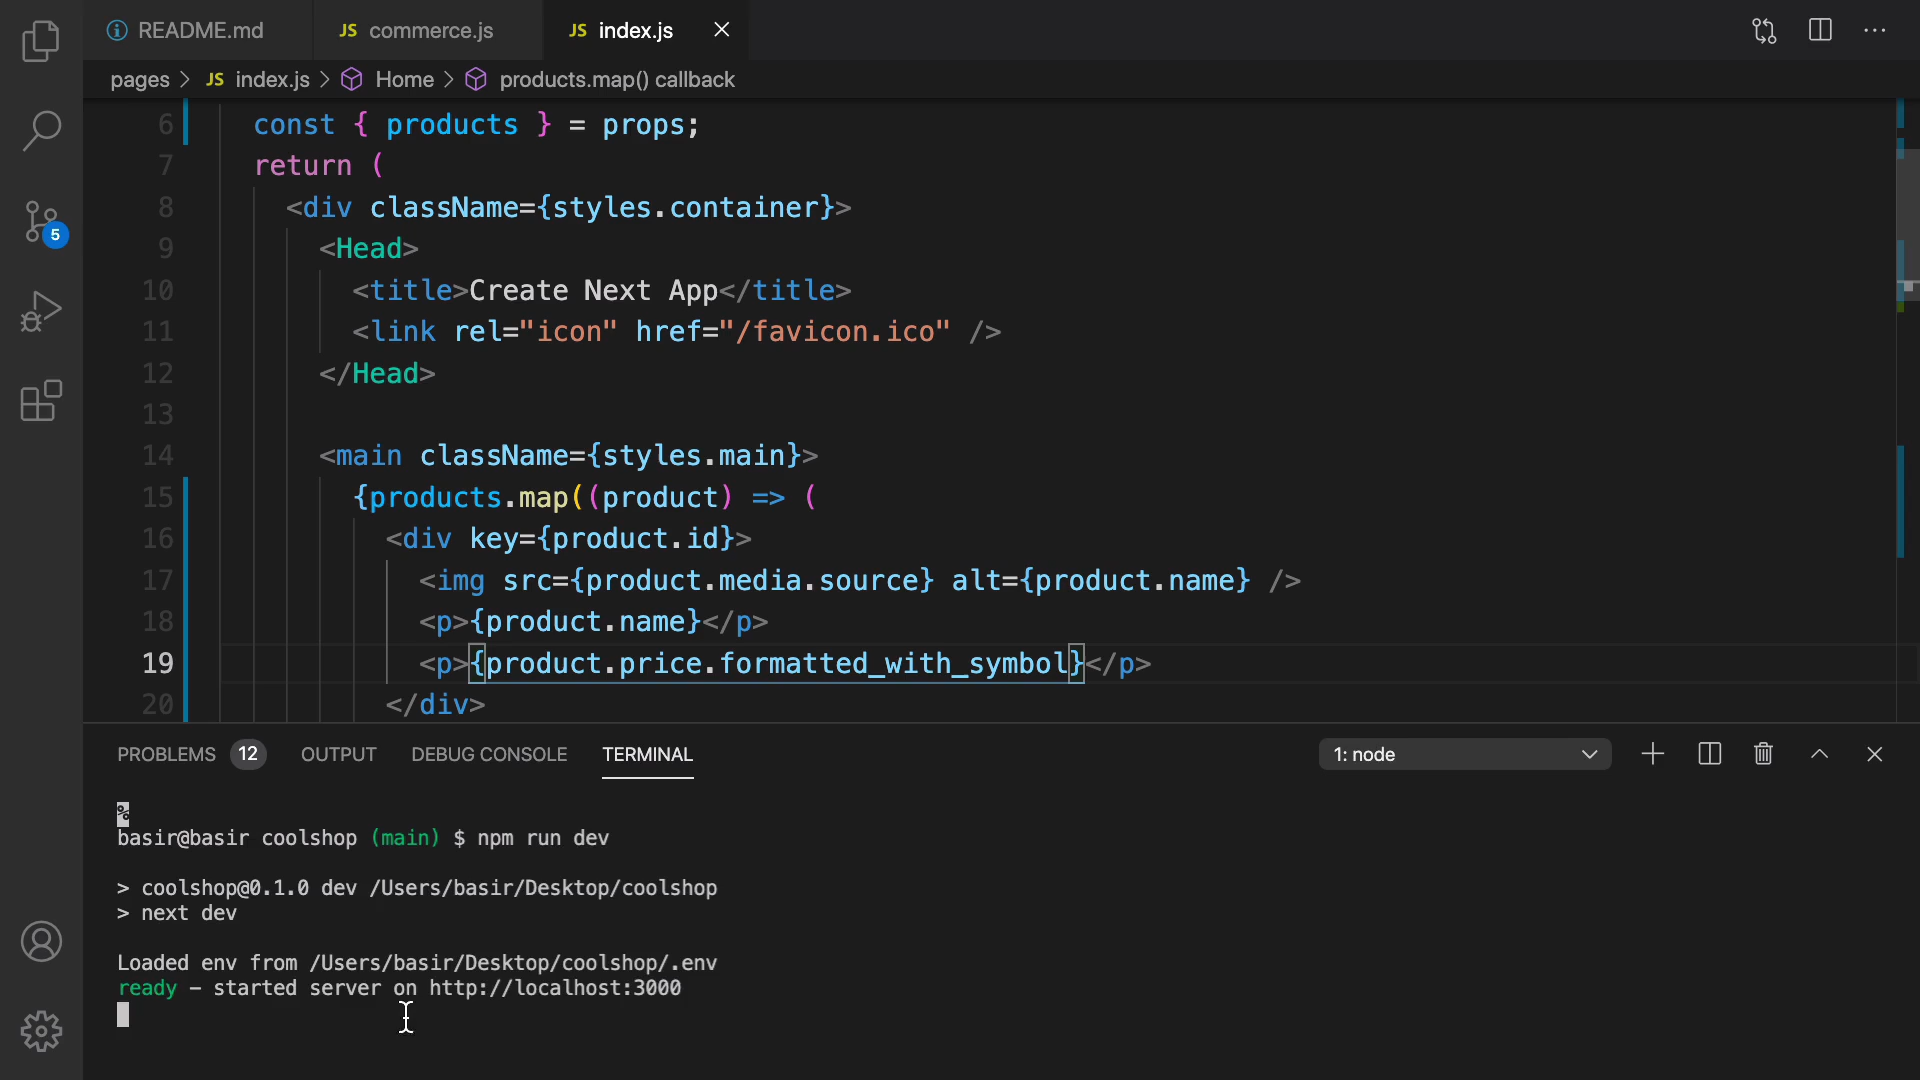 README.md JS commerce.js JS index.js
pages > JS index.js > Home > products.map() callback
6 const { products } = props;
7 return (
8 <div className={styles.container}>
9 <Head>
10 <title>Create Next App</title>
11 <link rel="icon" href="/favicon.ico" />
12 </Head>
13
14 <main className={styles.main}>
15 {products.map((product) => (
16 <div key={product.id}>
17 <img src={product.media.source} alt={product.name} />
18 <p>{product.name}</p>
19 <p>{product.price.formatted_with_symbol}</p>
20 </div>
5
PROBLEMS 12 OUTPUT DEBUG CONSOLE TERMINAL 1: node
%
basir@basir coolshop (main) $ npm run dev
> coolshop@0.1.0 dev /Users/basir/Desktop/coolshop
> next dev
Loaded env from /Users/basir/Desktop/coolshop/.env
ready - started server on http://localhost:3000